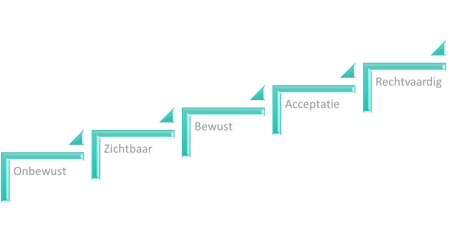 Onbewust
Zichtbaar
Bewust
Acceptatie
Rechtvaardig